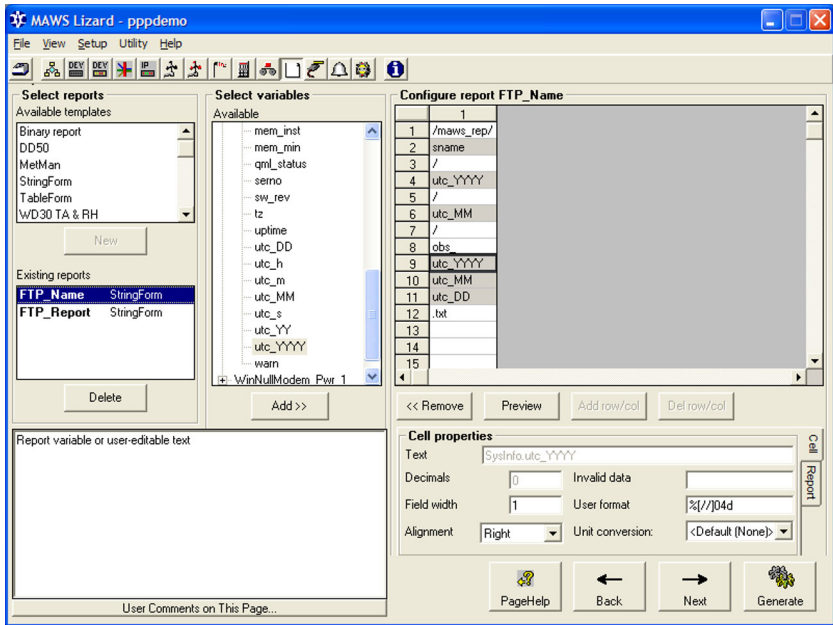 MAWS Lizard - pppdemo
File View Setup Utility Help
DEV DEV IP
Select reports
Available templates
Binary report
DD50
MetMan
StringForm
TableForm
WD30 TA & RH
New
Existing reports
FTP_Name StringForm
FTP_Report StringForm
Delete
Select variables
Available
mem_inst
mem_min
qml_status
serno
sw_rev
tz
uptime
utc_DD
utc_h
utc_m
utc_MM
utc_s
utc_YY
utc_YYYY
warn
WinNullModem Pwr 1
Add >>
Configure report FTP_Name
1
1 /maws_rep/
2 sname
3 /
4 utc_YYYY
5 /
6 utc_MM
7 /
8 obs_
9 utc_YYYY
10 utc_MM
11 utc_DD
12 .txt
13
14
15
<< Remove Preview Add row/col Del row/col
Cell properties
Text SysInfo.utc_YYYY
Decimals 0 Invalid data
Field width 1 User format %[//]04d
Alignment Right Unit conversion: <Default (None)>
Cell
Report
Report variable or user-editable text
User Comments on This Page...
PageHelp Back Next Generate